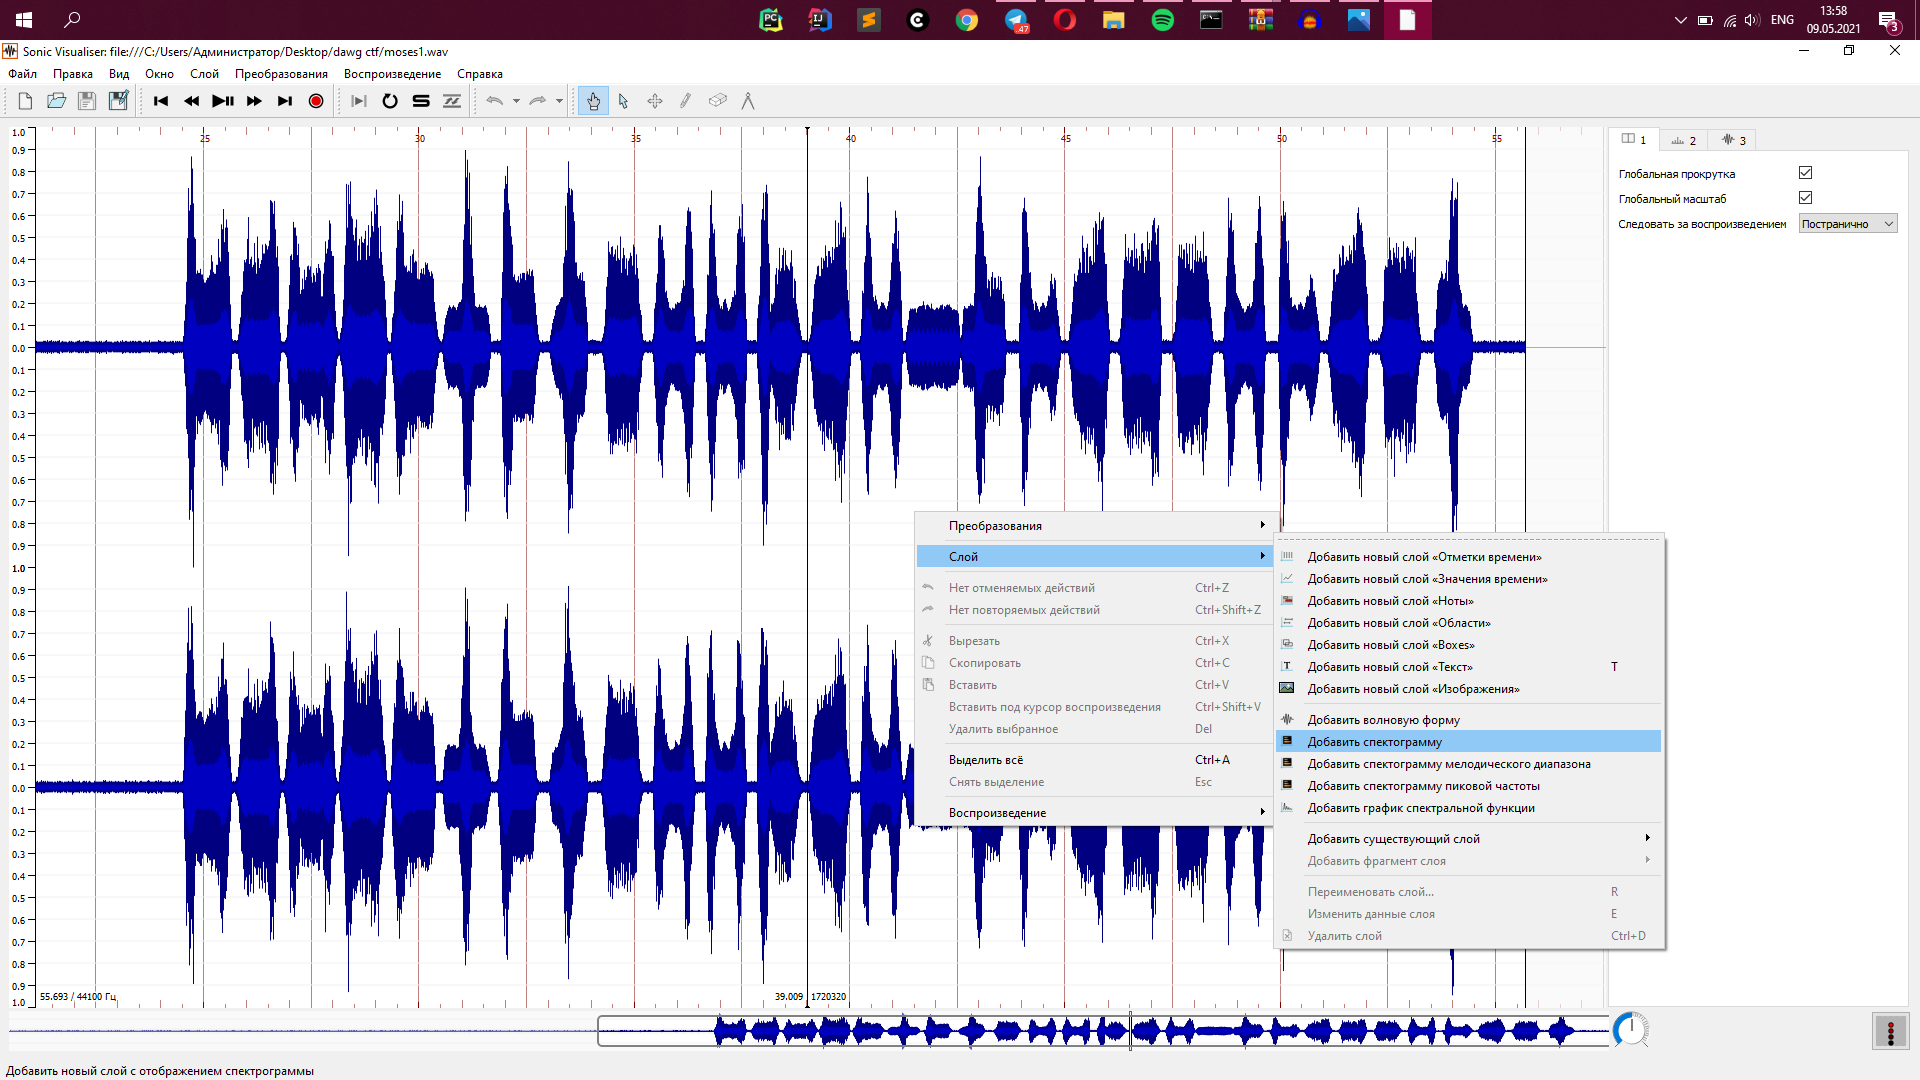 PC
IJ
47
ENG
13:58
09.05.2021
3
Sonic Visualiser: file:///C:/Users/Администратор/Desktop/dawg ctf/moses1.wav
Файл Правка Вид Окно Слой Преобразования Воспроизведение Справка
25 30 35 40 45 50 55
1.0
0.9
0.8
0.7
0.6
0.5
0.4
0.3
0.2
0.1
0.0
0.1
0.2
0.3
0.4
0.5
0.6
0.7
0.8
0.9
1.0
0.9
0.8
0.7
0.6
0.5
0.4
0.3
0.2
0.1
0.0
0.1
0.2
0.3
0.4
0.5
0.6
0.7
0.8
0.9
1.0
55.693 / 44100 Гц
39.009 1720320
1 2 3
Глобальная прокрутка
Глобальный масштаб
Следовать за воспроизведением Постранично
Преобразования
Слой
Нет отменяемых действий Ctrl+Z
Нет повторяемых действий Ctrl+Shift+Z
Вырезать Ctrl+X
Скопировать Ctrl+C
Вставить Ctrl+V
Вставить под курсор воспроизведения Ctrl+Shift+V
Удалить выбранное Del
Выделить всё Ctrl+A
Снять выделение Esc
Воспроизведение
Добавить новый слой «Отметки времени»
Добавить новый слой «Значения времени»
Добавить новый слой «Ноты»
Добавить новый слой «Области»
Добавить новый слой «Boxes»
Добавить новый слой «Текст» T
Добавить новый слой «Изображения»
Добавить волновую форму
Добавить спектограмму
Добавить спектограмму мелодического диапазона
Добавить спектограмму пиковой частоты
Добавить график спектральной функции
Добавить существующий слой
Добавить фрагмент слоя
Переименовать слой... R
Изменить данные слоя E
Удалить слой Ctrl+D
Добавить новый слой с отображением спектрограммы